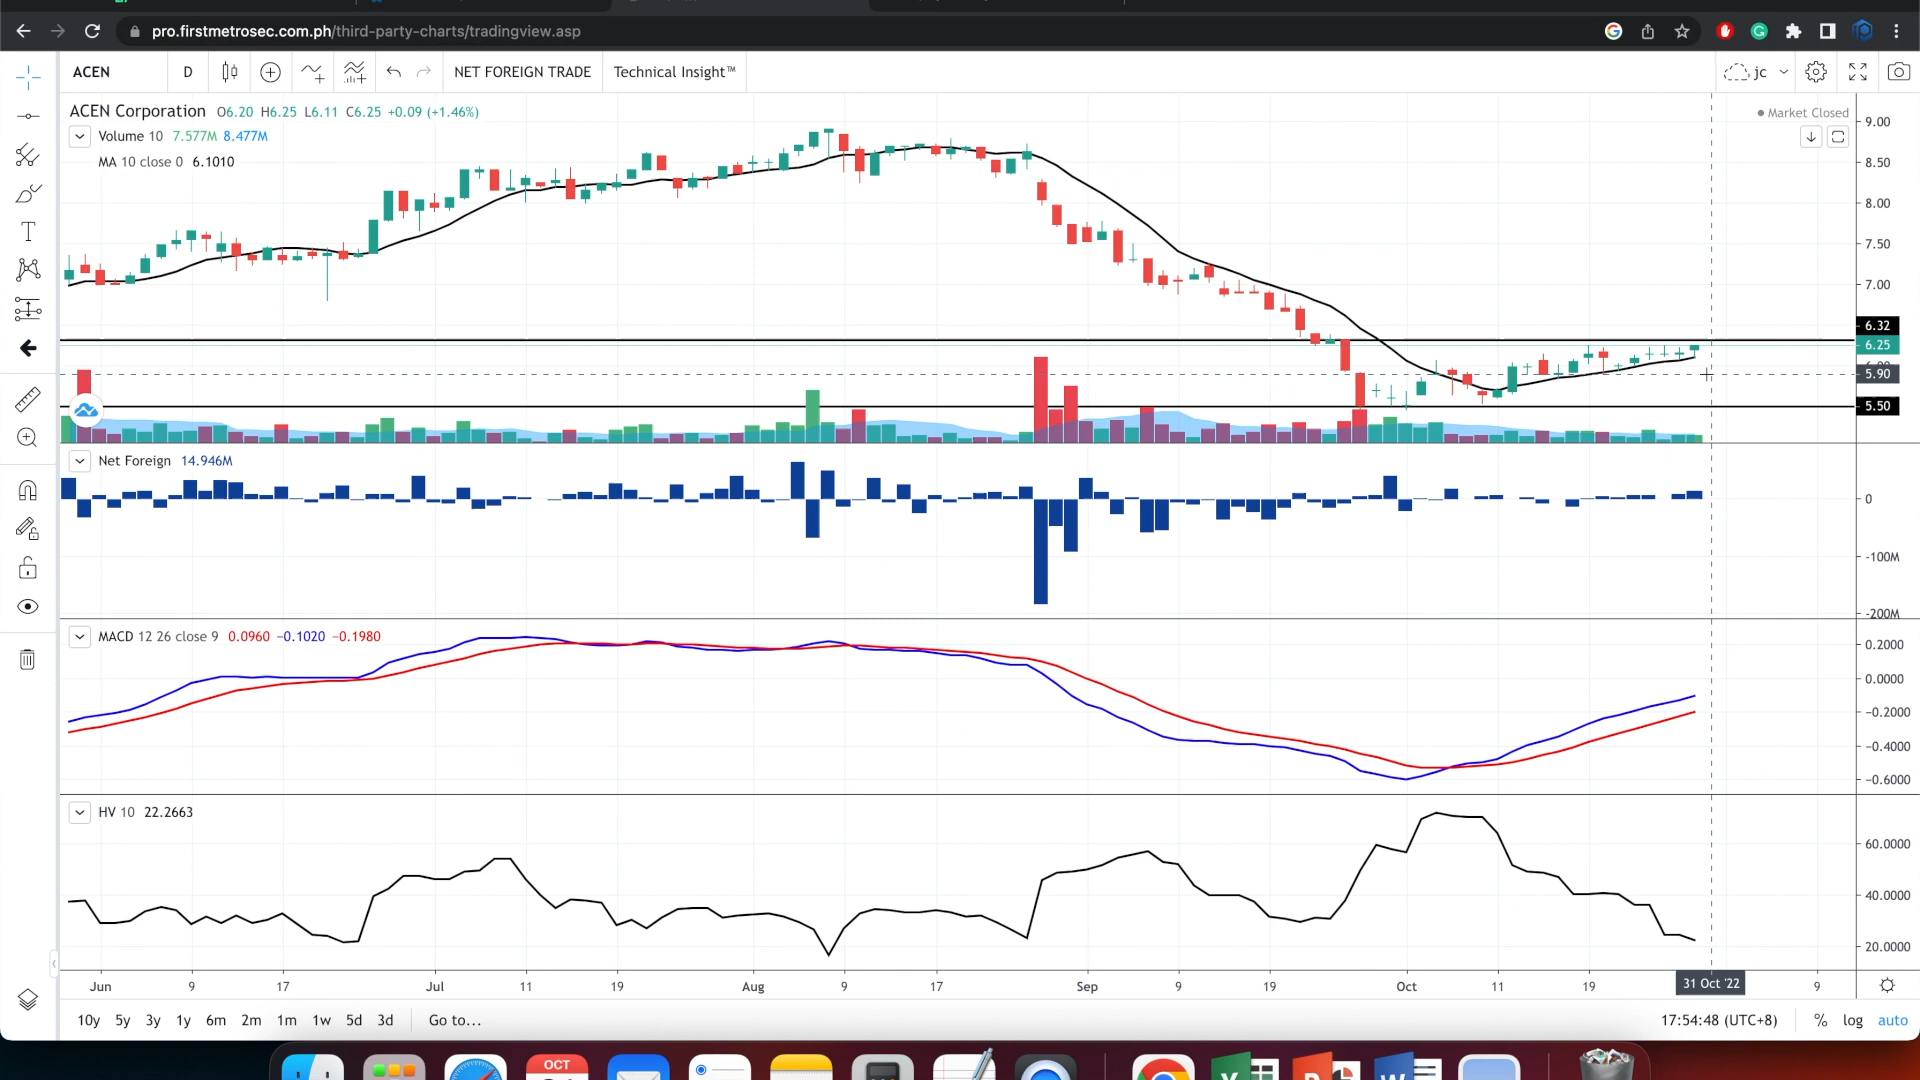 pro.firstmetrosec.com.ph/third-party-charts/tradingview.asp
ACEN D NET FOREIGN TRADE Technical Insight™ jc
ACEN Corporation O6.20 H6.25 L6.11 C6.25 +0.09 (+1.46%)
Market Closed
Volume 10 7.577M 8.477M
MA 10 close 0 6.1010
9.00
8.50
8.00
7.50
7.00
6.32
6.25
6.00
5.90
5.50
Net Foreign 14.946M
0
-100M
-200M
MACD 12 26 close 9 0.0960 −0.1020 −0.1980
0.2000
0.0000
−0.2000
−0.4000
−0.6000
HV 10 22.2663
60.0000
40.0000
20.0000
Jun 9 17 Jul 11 19 Aug 9 17 Sep 9 19 Oct 11 19 31 Oct '22 9
10y 5y 3y 1y 6m 2m 1m 1w 5d 3d Go to... 17:54:48 (UTC+8) % log auto
OCT